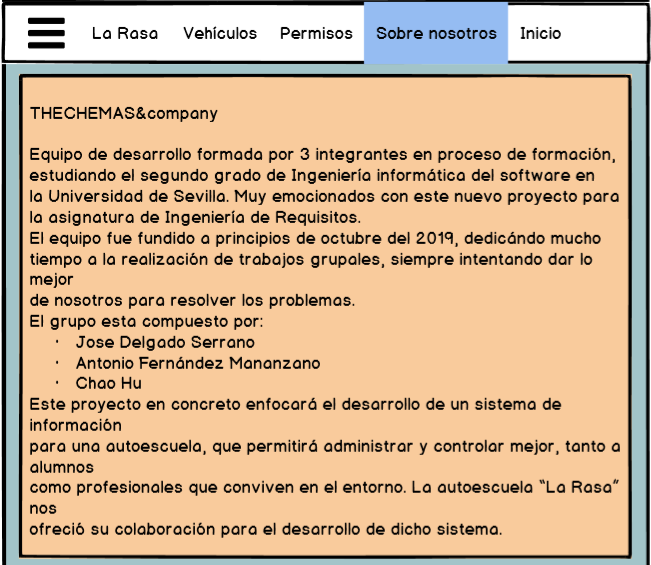 La Rasa Vehículos Permisos Sobre nosotros Inicio
THECHEMAS&company
Equipo de desarrollo formada por 3 integrantes en proceso de formación,
estudiando el segundo grado de Ingeniería informática del software en
la Universidad de Sevilla. Muy emocionados con este nuevo proyecto para
la asignatura de Ingeniería de Requisitos.
El equipo fue fundido a principios de octubre del 2019, dedicándo mucho
tiempo a la realización de trabajos grupales, siempre intentando dar lo
mejor
de nosotros para resolver los problemas.
El grupo esta compuesto por:
· Jose Delgado Serrano
· Antonio Fernández Mananzano
· Chao Hu
Este proyecto en concreto enfocará el desarrollo de un sistema de
información
para una autoescuela, que permitirá administrar y controlar mejor, tanto a
alumnos
como profesionales que conviven en el entorno. La autoescuela “La Rasa”
nos
ofreció su colaboración para el desarrollo de dicho sistema.